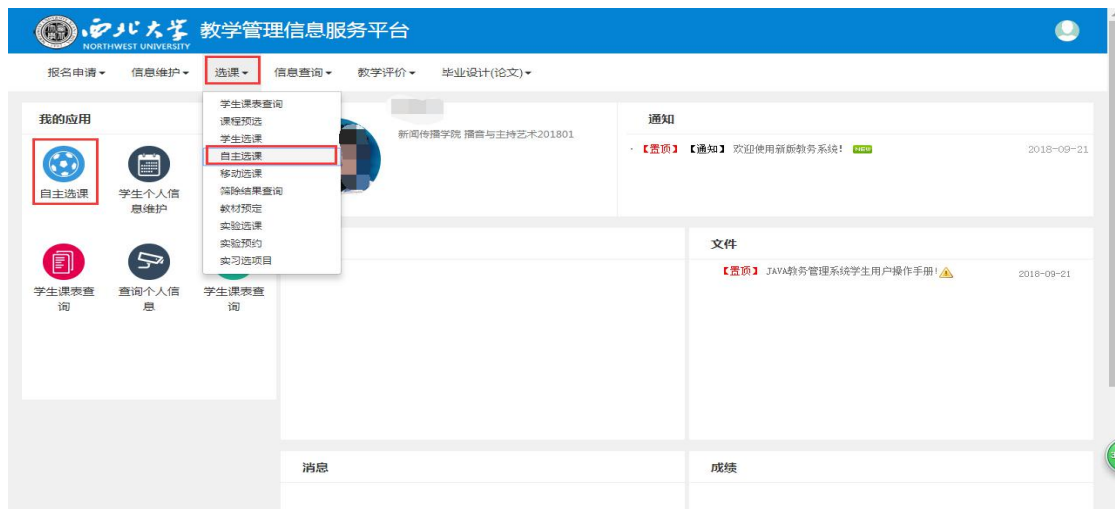 西北大学 教学管理信息服务平台
NORTHWEST UNIVERSITY
报名申请 信息维护 选课 信息查询 教学评价 毕业设计(论文)
我的应用
自主选课
学生个人信
息维护
学生课表查
询
查询个人信
息
学生课表查
询
学生课表查询
课程预选
学生选课
自主选课
移动选课
筛除结果查询
教材预定
实验选课
实验预约
实习选项目
新闻传播学院 播音与主持艺术201801
通知
·【置顶】【通知】欢迎使用新版教务系统! NEW 2018-09-21
文件
【置顶】JAVA教务管理系统学生用户操作手册! 2018-09-21
消息
成绩